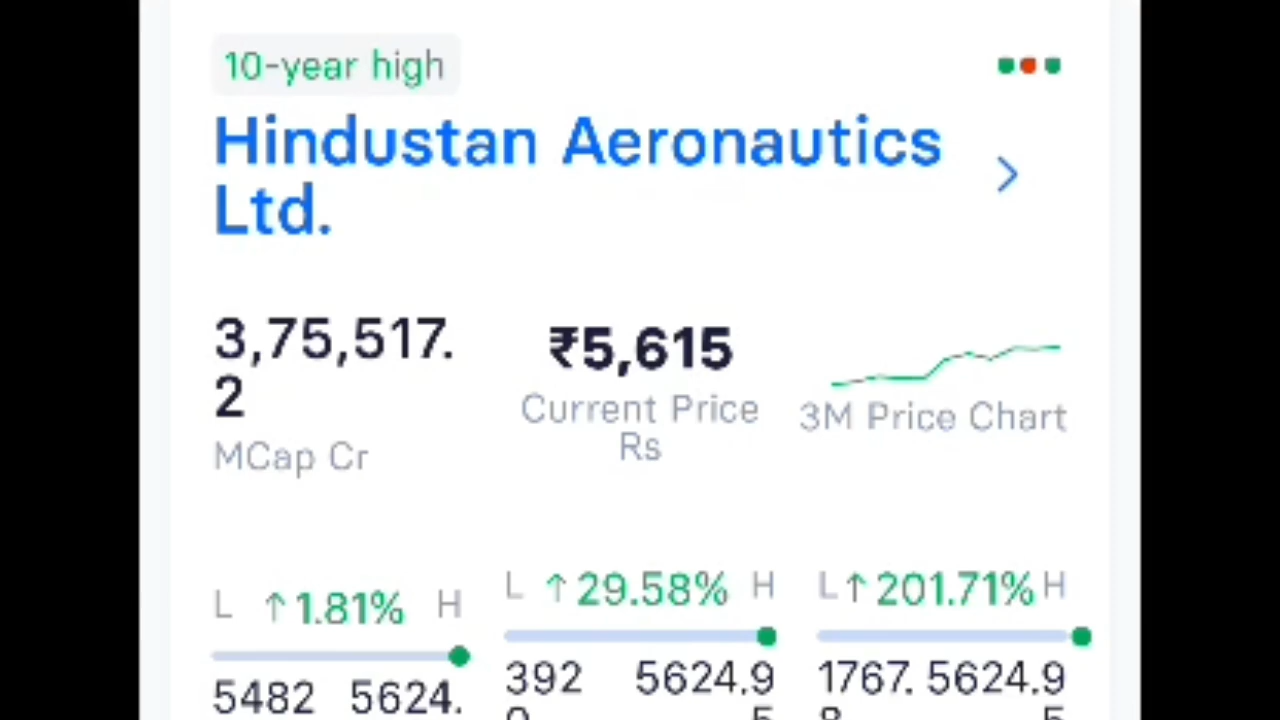 10-year high
Hindustan Aeronautics
Ltd.
3,75,517.
2
MCap Cr
₹5,615
Current Price
Rs
3M Price Chart
L ↑1.81% H
5482 5624.
L ↑29.58% H
392 5624.9
L↑201.71% H
1767. 5624.9